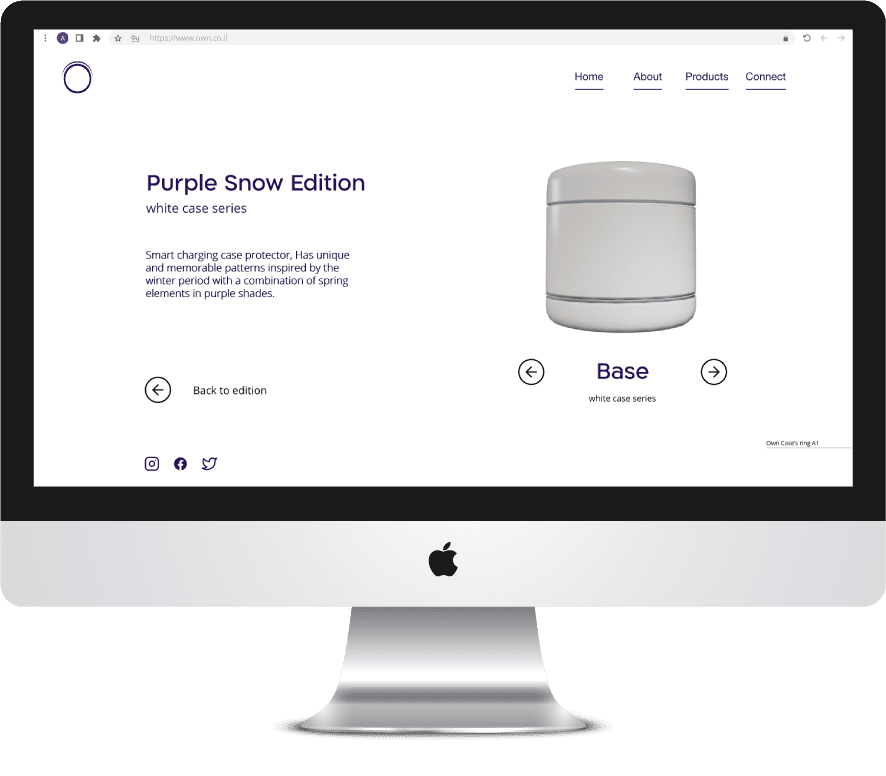 A
https://www.own.co.il
Home About Products Connect
Purple Snow Edition
white case series
Smart charging case protector, Has unique
and memorable patterns inspired by the
winter period with a combination of spring
elements in purple shades.
Back to edition
Base
white case series
Own Case's ring A1